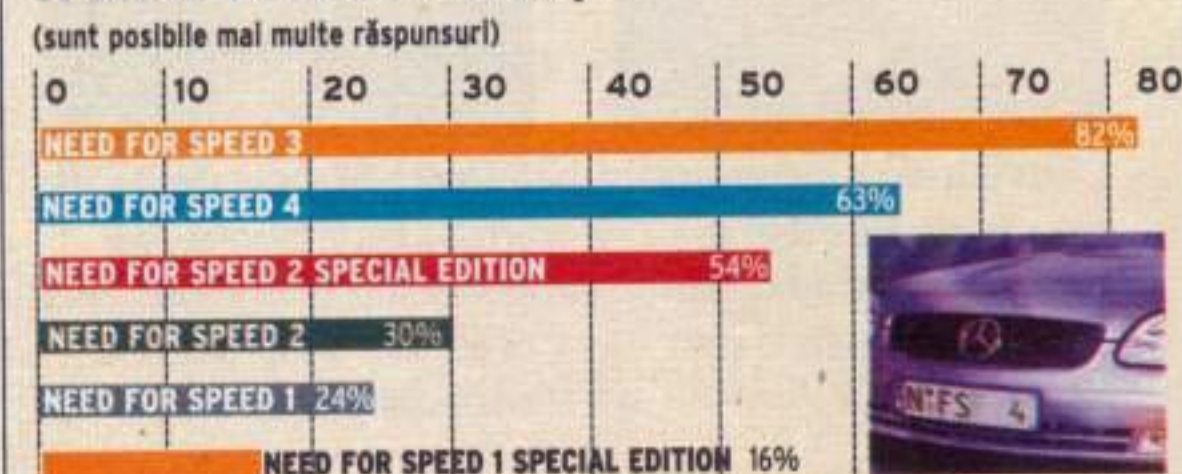 (sunt posibile mai multe răspunsuri)
0 10 20 30 40 50 60 70 80
NEED FOR SPEED 3 82%
NEED FOR SPEED 4 63%
NEED FOR SPEED 2 SPECIAL EDITION 54%
NEED FOR SPEED 2 30%
NEED FOR SPEED 1 24%
N FS 4
NEED FOR SPEED 1 SPECIAL EDITION 16%